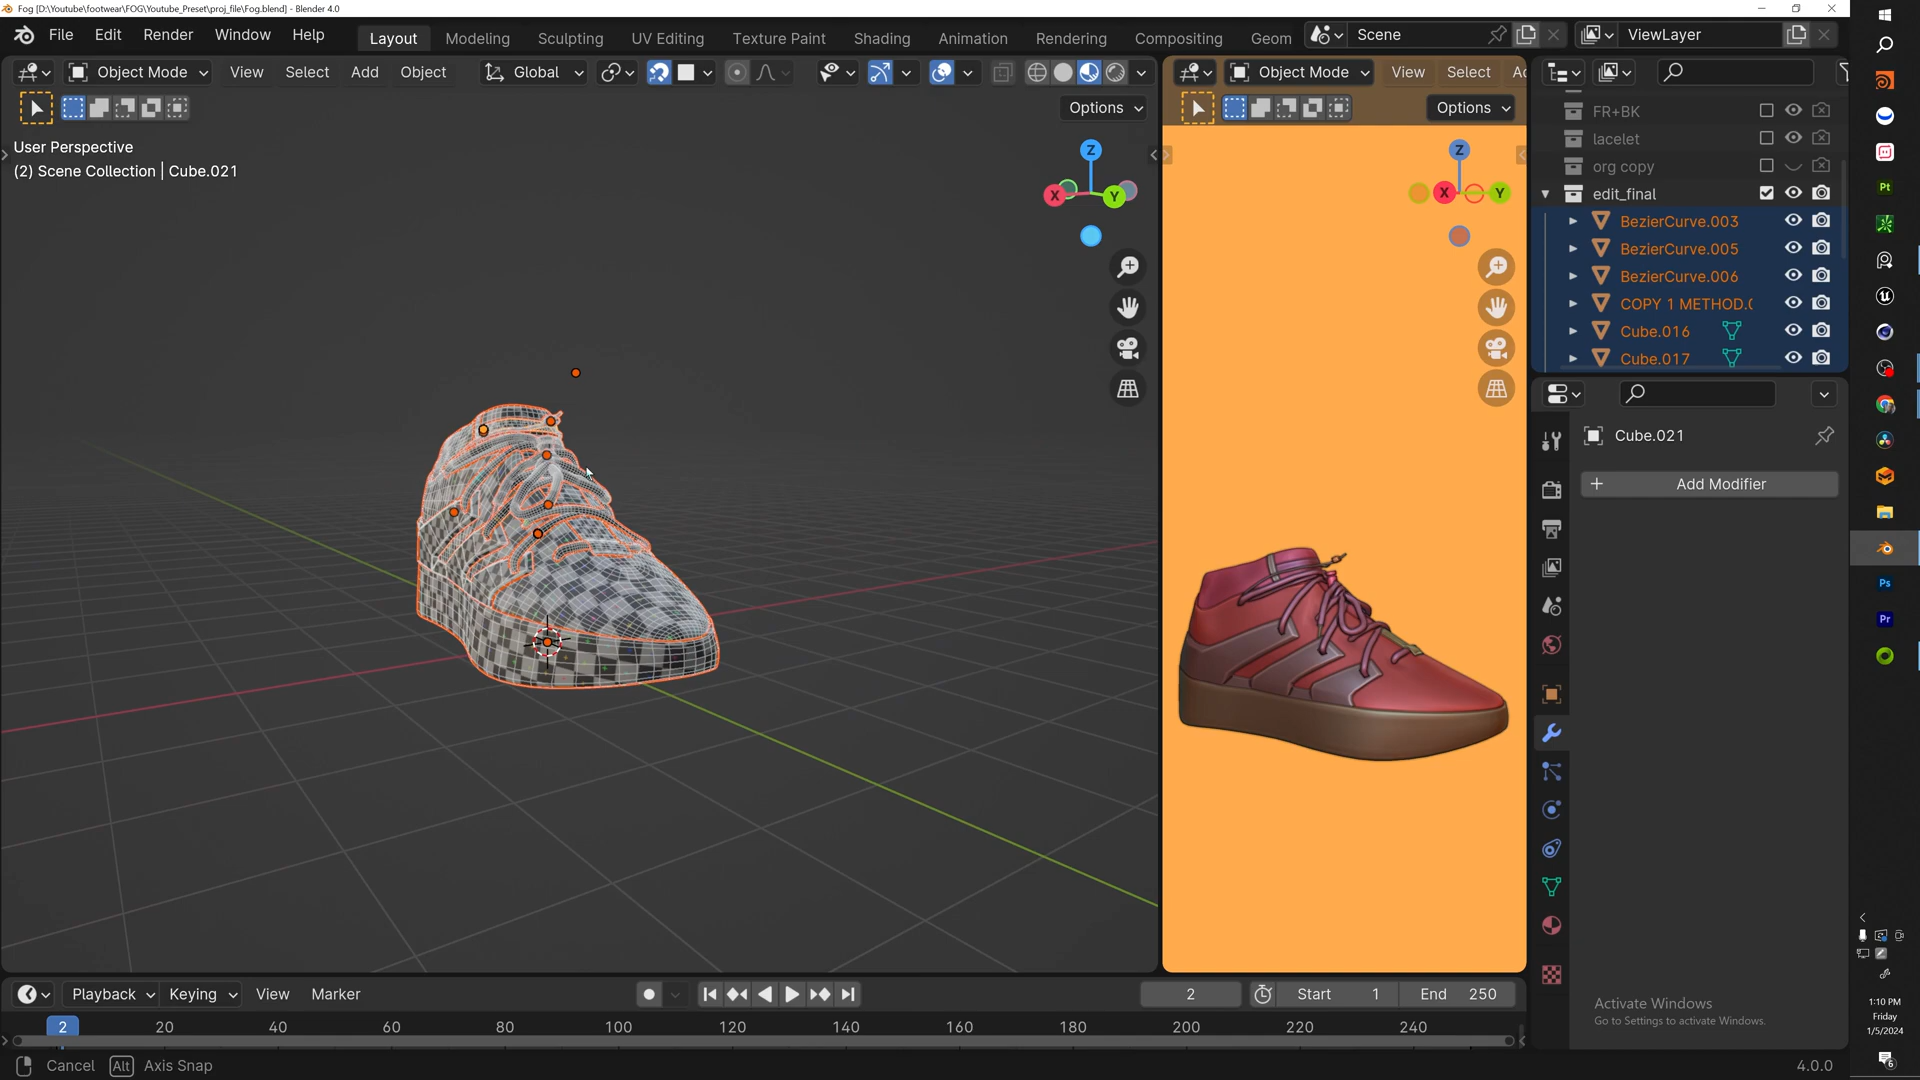 Fog [D:\Youtube\footwear\FOG\Youtube_Preset\proj_file\Fog.blend] - Blender 4.0
File Edit Render Window Help Layout Modeling Sculpting UV Editing Texture Paint Shading Animation Rendering Compositing Geom Scene ViewLayer
Object Mode View Select Add Object Global Object Mode View Select Ad
Options Options
User Perspective
(2) Scene Collection | Cube.021
Z
X
Y
Z
X
Y
FR+BK
lacelet
org copy
edit_final
BezierCurve.003
BezierCurve.005
BezierCurve.006
COPY 1 METHOD.0
Cube.016
Cube.017
Cube.021
+ Add Modifier
Pt
Ps
Pr
Activate Windows
Go to Settings to activate Windows.
Playback Keying View Marker 2 Start 1 End 250
2 20 40 60 80 100 120 140 160 180 200 220 240
Cancel Alt Axis Snap 4.0.0
1:10 PM
Friday
1/5/2024
6